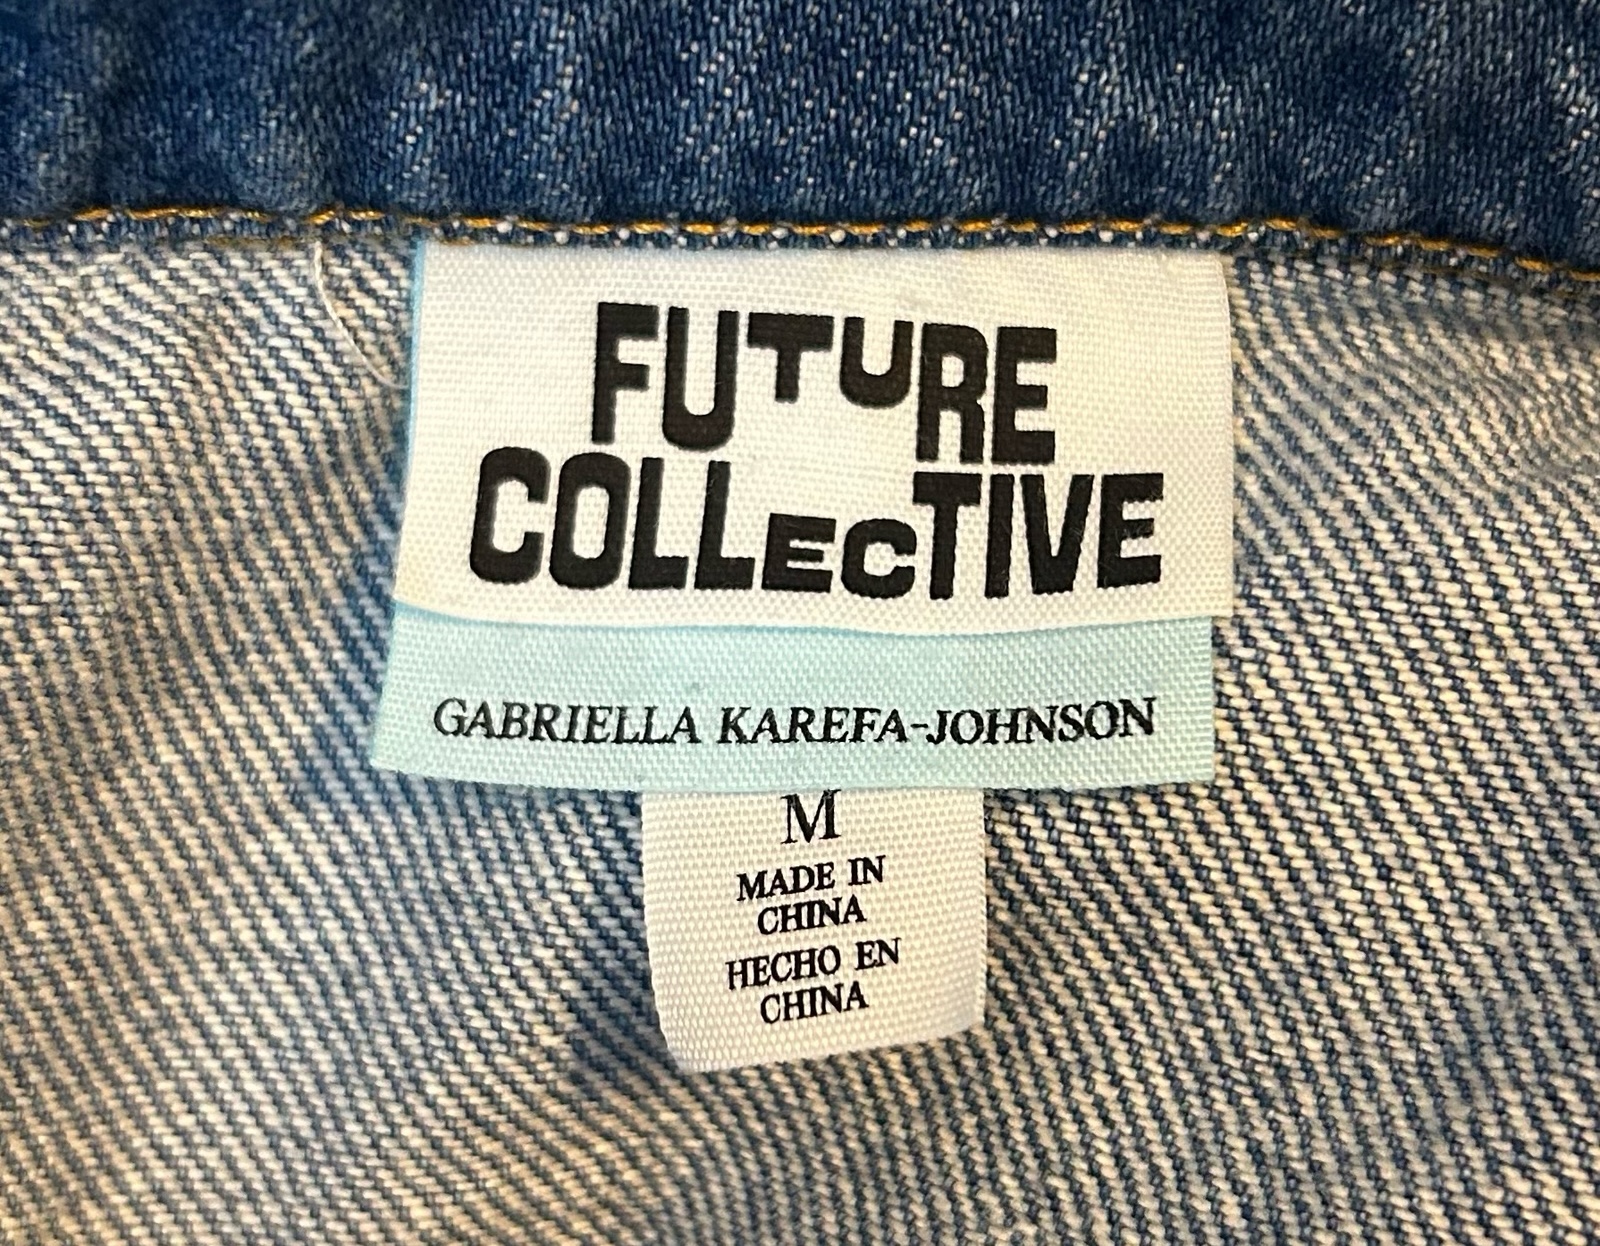 FUTURE
COLLECTIVE
GABRIELLA KAREFA-JOHNSON
M
MADE IN
CHINA
HECHO EN
CHINA